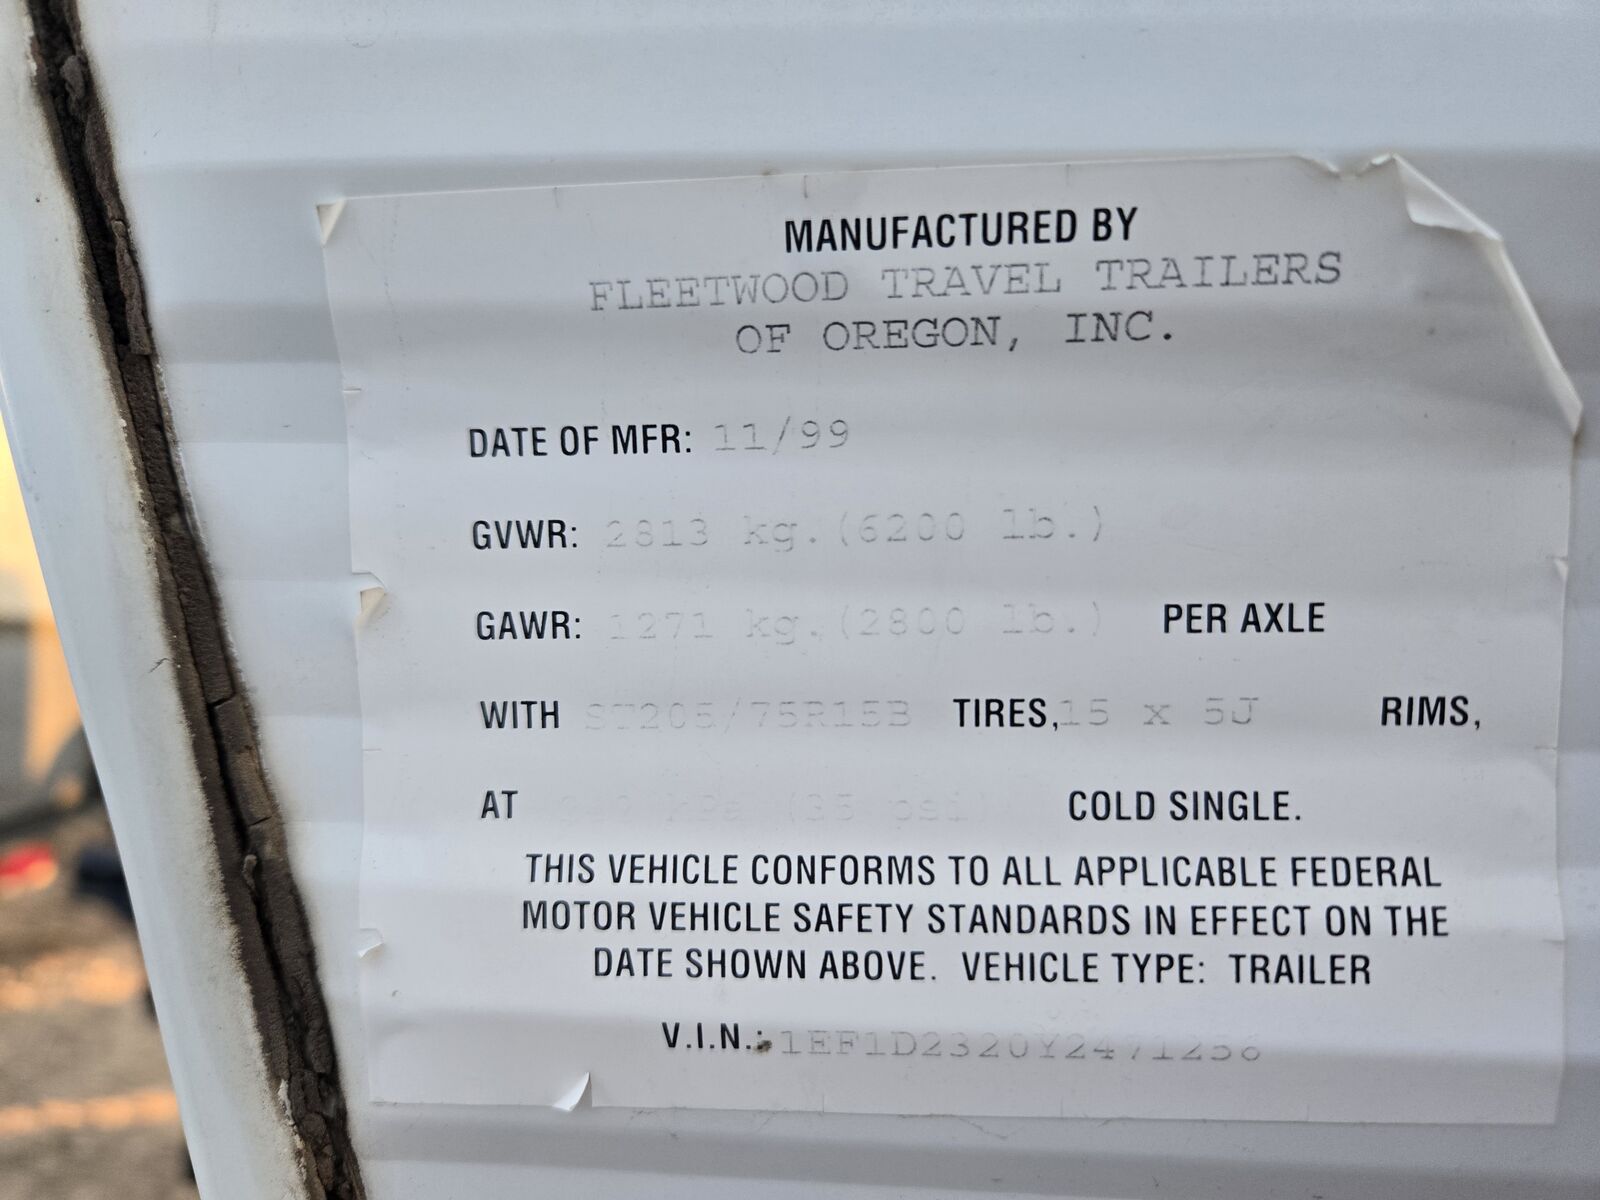 MANUFACTURED BY
FLEETWOOD TRAVEL TRAILERS
OF OREGON, INC.
DATE OF MFR: 11/99
GVWR: 2813 kg.(6200 lb.)
GAWR: 1271 kg.(2800 lb.) PER AXLE
WITH ST205/75R15B TIRES,15 x 5J RIMS,
AT kPa (35 psi) COLD SINGLE.
THIS VEHICLE CONFORMS TO ALL APPLICABLE FEDERAL
MOTOR VEHICLE SAFETY STANDARDS IN EFFECT ON THE
DATE SHOWN ABOVE. VEHICLE TYPE: TRAILER
V.I.N.: 1EF1D2320Y2471256